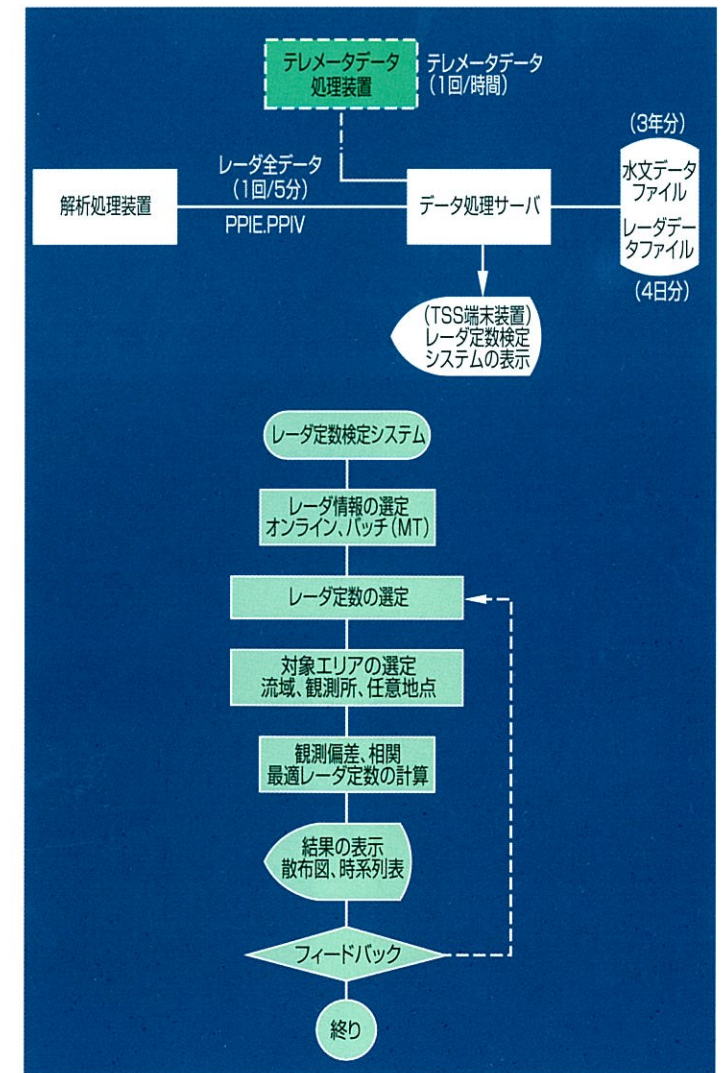 テレメータデータ
処理装置
テレメータデータ
(1回/時間)
(3年分)
レーダ全データ
(1回/5分)
解析処理装置
PPIE.PPIV
データ処理サーバ
水文データ
ファイル
レーダデー
タファイル
(4日分)
(TSS端末装置)
レーダ定数検定
システムの表示
レーダ定数検定システム
レーダ情報の選定
オンライン、バッチ(MT)
レーダ定数の選定
対象エリアの選定
流域、観測所、任意地点
観測偏差、相関
最適レーダ定数の計算
結果の表示
散布図、時系列表
フィードバック
終り